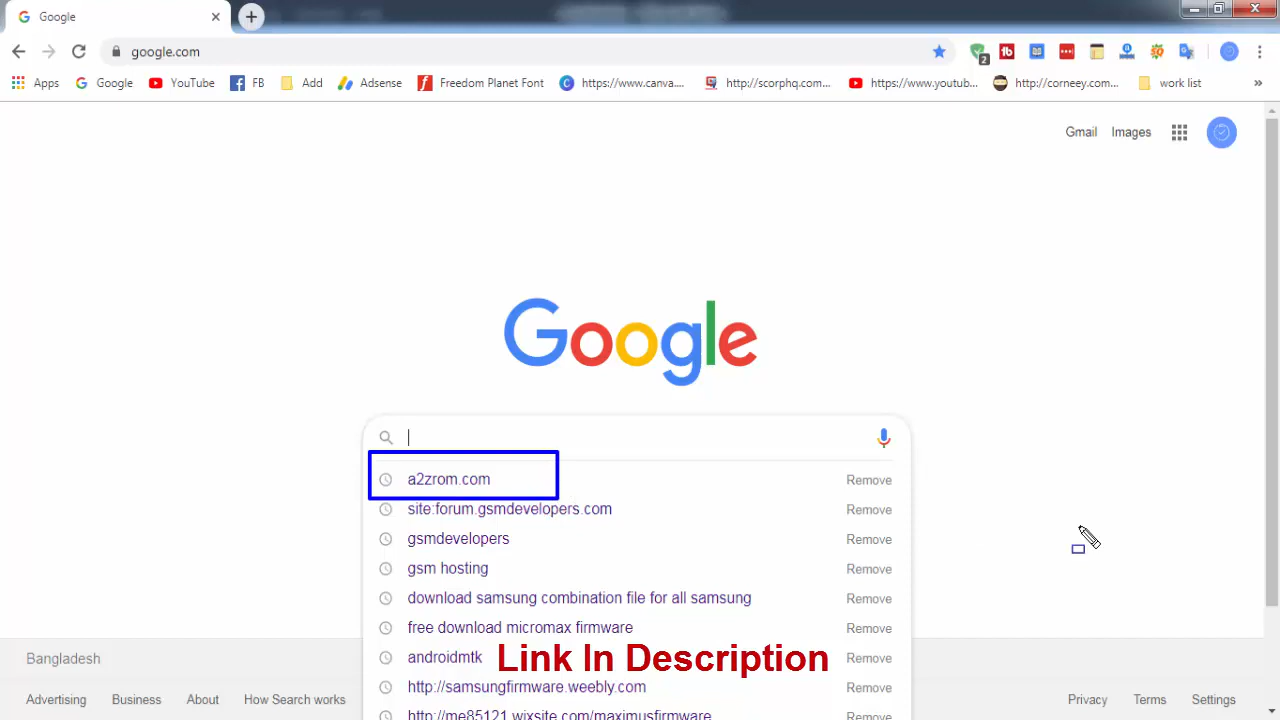 Google
google.com
2
Apps
Google
YouTube
FB
Add
Adsense
Freedom Planet Font
https://www.canva....
http://scorphq.com...
https://www.youtub...
http://corneey.com...
work list
»
Gmail
Images
Google
a2zrom.com Remove
site:forum.gsmdevelopers.com Remove
gsmdevelopers Remove
gsm hosting Remove
download samsung combination file for all samsung Remove
free download micromax firmware Remove
androidmtk Remove
Link In Description
http://samsungfirmware.weebly.com Remove
http://me85121.wixsite.com/maximusfirmware Remove
Bangladesh
Advertising Business About How Search works
Privacy Terms Settings